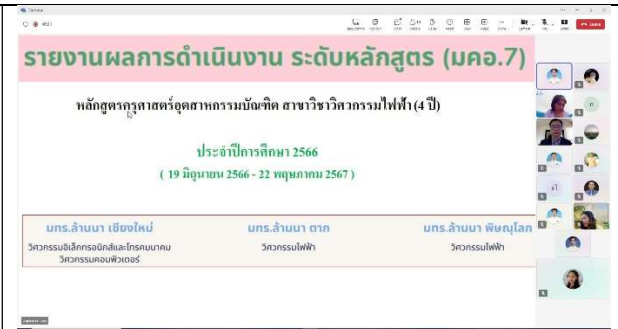 Leave
รายงานผลการดำเนินงาน ระดับหลักสูตร (มคอ.7)
หลักสูตรครุศาสตร์อุตสาหกรรมบัณฑิต สาขาวิชาวิศวกรรมไฟฟ้า (4 ปี)
ประจำปีการศึกษา 2566
( 19 มิถุนายน 2566 - 22 พฤษภาคม 2567 )
มทร.ล้านนา เชียงใหม่
วิศวกรรมอิเล็กทรอนิกส์และโทรคมนาคม
วิศวกรรมคอมพิวเตอร์
มทร.ล้านนา ตาก
วิศวกรรมไฟฟ้า
มทร.ล้านนา พิษณุโลก
วิศวกรรมไฟฟ้า